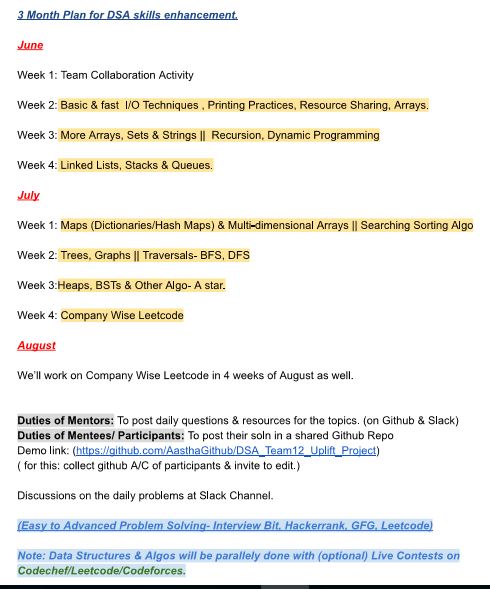 3 Month Plan for DSA skills enhancement.
June
Week 1: Team Collaboration Activity
Week 2: Basic & fast I/O Techniques , Printing Practices, Resource Sharing, Arrays.
Week 3: More Arrays, Sets & Strings || Recursion, Dynamic Programming
Week 4: Linked Lists, Stacks & Queues.
July
Week 1: Maps (Dictionaries/Hash Maps) & Multi-dimensional Arrays || Searching Sorting Algo
Week 2: Trees, Graphs || Traversals- BFS, DFS
Week 3:Heaps, BSTs & Other Algo- A star.
Week 4: Company Wise Leetcode
August
We'll work on Company Wise Leetcode in 4 weeks of August as well.
Duties of Mentors: To post daily questions & resources for the topics. (on Github & Slack)
Duties of Mentees/ Participants: To post their soln in a shared Github Repo
Demo link: (https://github.com/AasthaGithub/DSA_Team12_Uplift_Project)
( for this: collect github A/C of participants & invite to edit.)
Discussions on the daily problems at Slack Channel.
(Easy to Advanced Problem Solving- Interview Bit, Hackerrank, GFG, Leetcode)
Note: Data Structures & Algos will be parallely done with (optional) Live Contests on
Codechef/Leetcode/Codeforces.